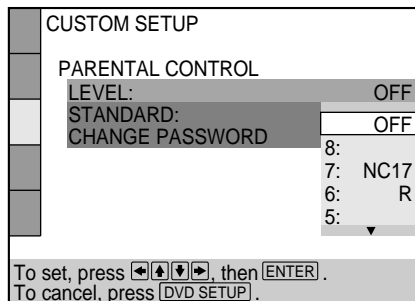 CUSTOM SETUP
PARENTAL CONTROL
LEVEL: OFF
STANDARD:
CHANGE PASSWORD
OFF
8:
7: NC17
6: R
5:
To set, press ←↑↓→, then ENTER .
To cancel, press DVD SETUP .